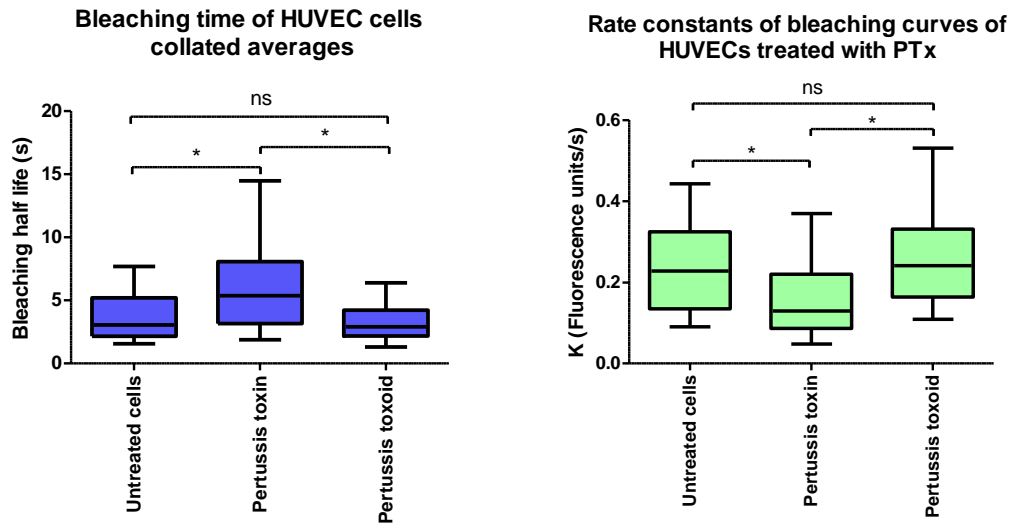 Bleaching time of HUVEC cells
collated averages
ns
*
*
20
15
10
5
0
Bleaching half life (s)
Untreated cells
Pertussis toxin
Pertussis toxoid
Rate constants of bleaching curves of
HUVECs treated with PTx
ns
*
*
0.6
0.4
0.2
0.0
K (Fluorescence units/s)
Untreated cells
Pertussis toxin
Pertussis toxoid